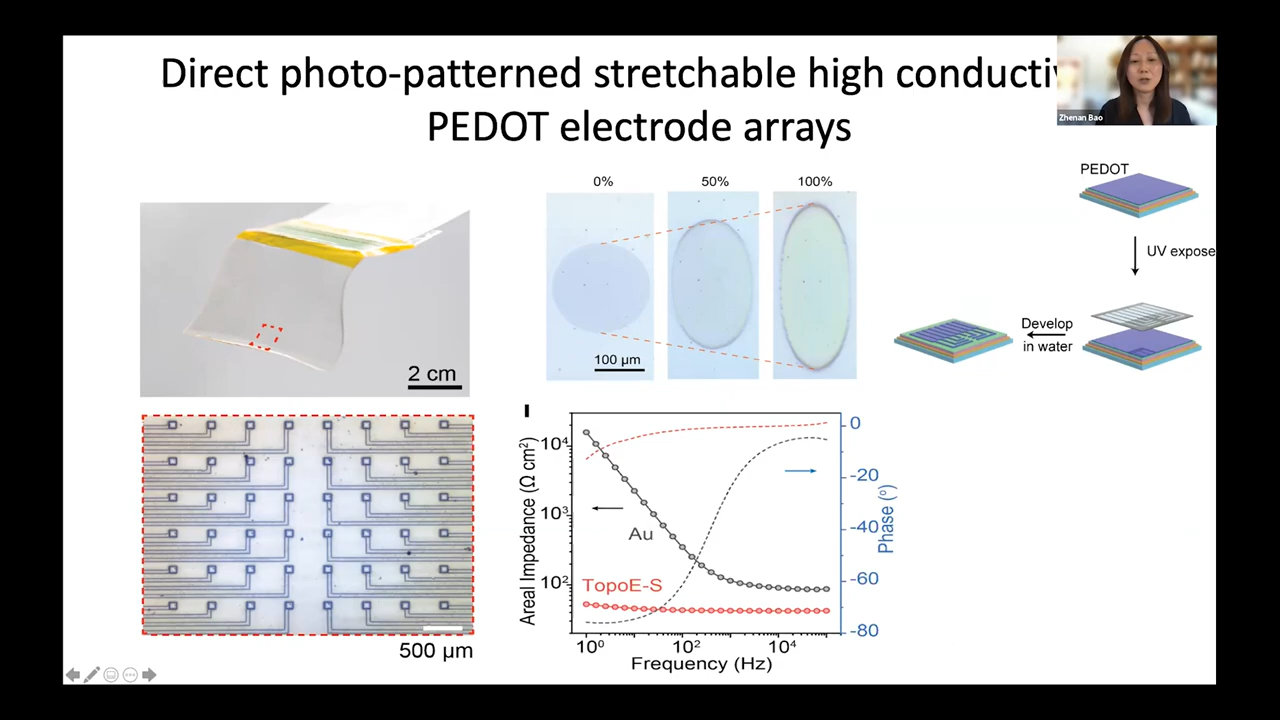 Direct photo-patterned stretchable high conductiv
PEDOT electrode arrays
Zhenan Bao
2 cm
500 µm
0%
50%
100%
100 µm
PEDOT
UV expose
Develop
in water
I
Areal Impedance (Ω cm²)
10⁴
10³
10²
Au
TopoE-S
10⁰
10²
10⁴
Frequency (Hz)
0
-20
-40
-60
-80
Phase (°)